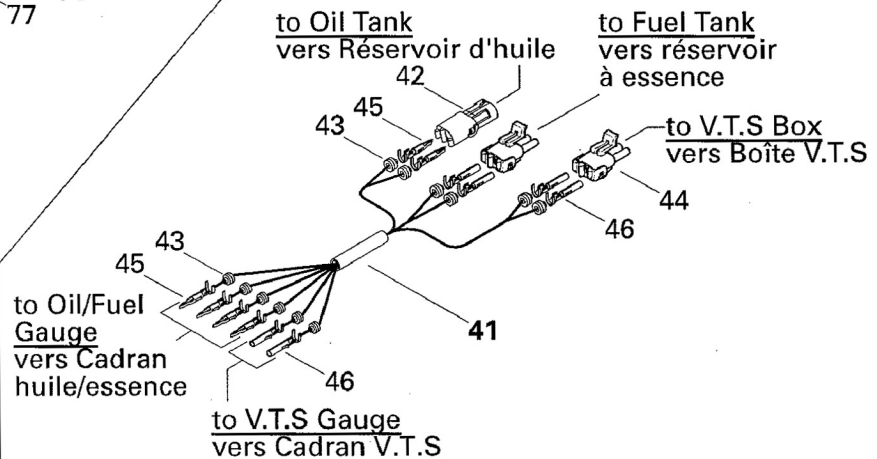 77
to Oil Tank
vers Réservoir d'huile
to Fuel Tank
vers réservoir
à essence
42
45
43
to V.T.S Box
vers Boîte V.T.S
44
46
43
45
to Oil/Fuel
Gauge
vers Cadran
huile/essence
41
46
to V.T.S Gauge
vers Cadran V.T.S